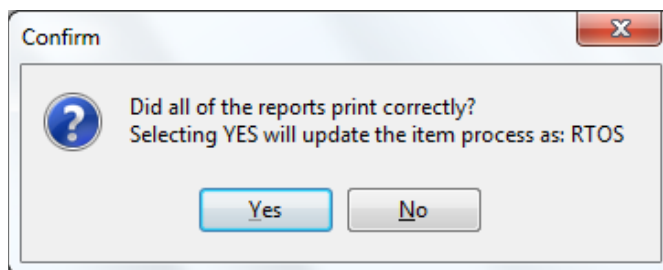 Confirm
Did all of the reports print correctly?
Selecting YES will update the item process as: RTOS
Yes
No